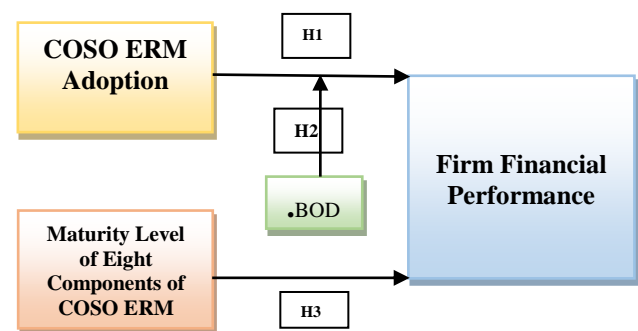 H1
COSO ERM
Adoption
H2
Firm Financial
Performance
.BOD
Maturity Level
of Eight
Components of
COSO ERM
H3